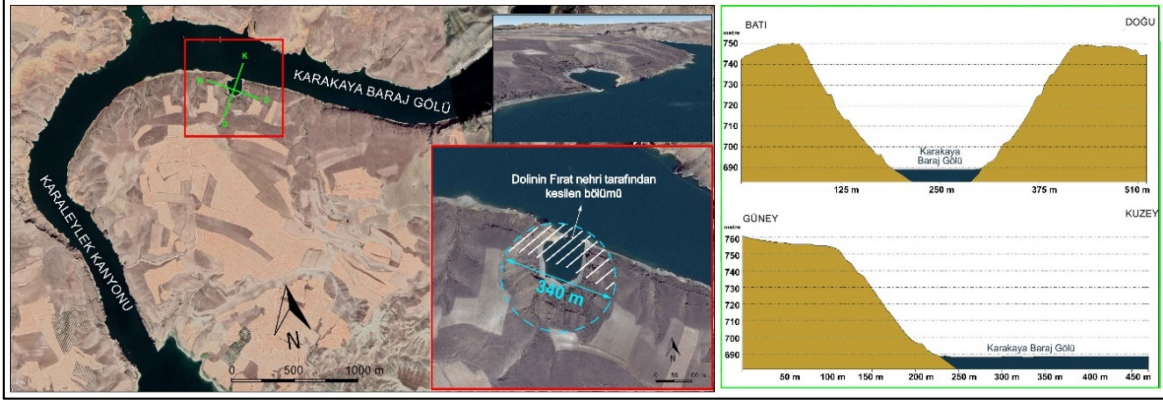 KARAKAYA BARAJ GÖLÜ
KARALEYLEK KANYONU
K
B
D
G
N
0 500 1000 m
Dolinin Fırat nehri tarafından
kesilen bölümü
340 m
N
BATI
DOĞU
metre
750
740
730
720
710
700
690
Karakaya
Baraj Gölü
125 m 250 m 375 m 510 m
GÜNEY
KUZEY
metre
760
750
740
730
720
710
700
690
Karakaya Baraj Gölü
50 m 100 m 150 m 200 m 250 m 300 m 350 m 400 m 450 m